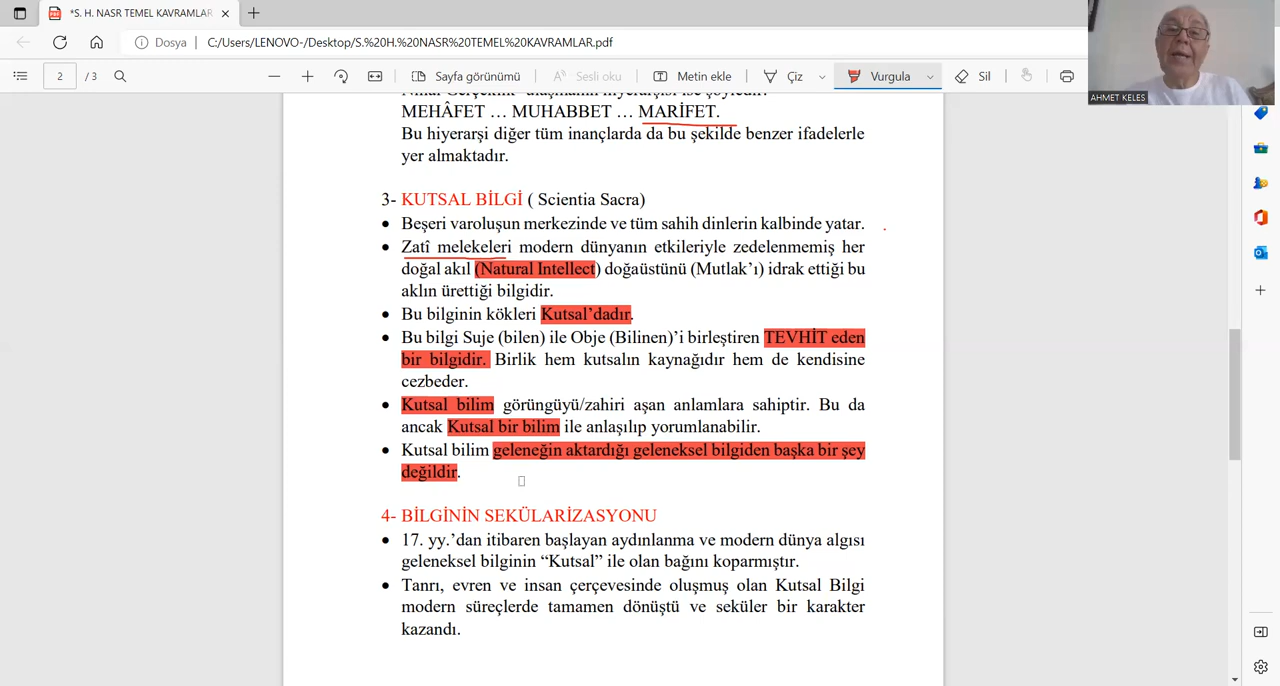 *S. H. NASR TEMEL KAVRAMLAR
Dosya
C:/Users/LENOVO-/Desktop/S.%20H.%20NASR%20TEMEL%20KAVRAMLAR.pdf
2 / 3
Sayfa görünümü
Sesli oku
Metin ekle
Çiz
Vurgula
Sil
AHMET KELES
MEHÂFET … MUHABBET … MARİFET.
Bu hiyerarşi diğer tüm inançlarda da bu şekilde benzer ifadelerle
yer almaktadır.
3- KUTSAL BİLGİ ( Scientia Sacra)
• Beşeri varoluşun merkezinde ve tüm sahih dinlerin kalbinde yatar.
• Zatî melekeleri modern dünyanın etkileriyle zedelenmemiş her
doğal akıl (Natural Intellect) doğaüstünü (Mutlak’ı) idrak ettiği bu
aklın ürettiği bilgidir.
• Bu bilginin kökleri Kutsal’dadır.
• Bu bilgi Suje (bilen) ile Obje (Bilinen)’i birleştiren TEVHİT eden
bir bilgidir. Birlik hem kutsalın kaynağıdır hem de kendisine
cezbeder.
• Kutsal bilim görüngüyü/zahiri aşan anlamlara sahiptir. Bu da
ancak Kutsal bir bilim ile anlaşılıp yorumlanabilir.
• Kutsal bilim geleneğin aktardığı geleneksel bilgiden başka bir şey
değildir.
4- BİLGİNİN SEKÜLARİZASYONU
• 17. yy.’dan itibaren başlayan aydınlanma ve modern dünya algısı
geleneksel bilginin “Kutsal” ile olan bağını koparmıştır.
• Tanrı, evren ve insan çerçevesinde oluşmuş olan Kutsal Bilgi
modern süreçlerde tamamen dönüştü ve seküler bir karakter
kazandı.